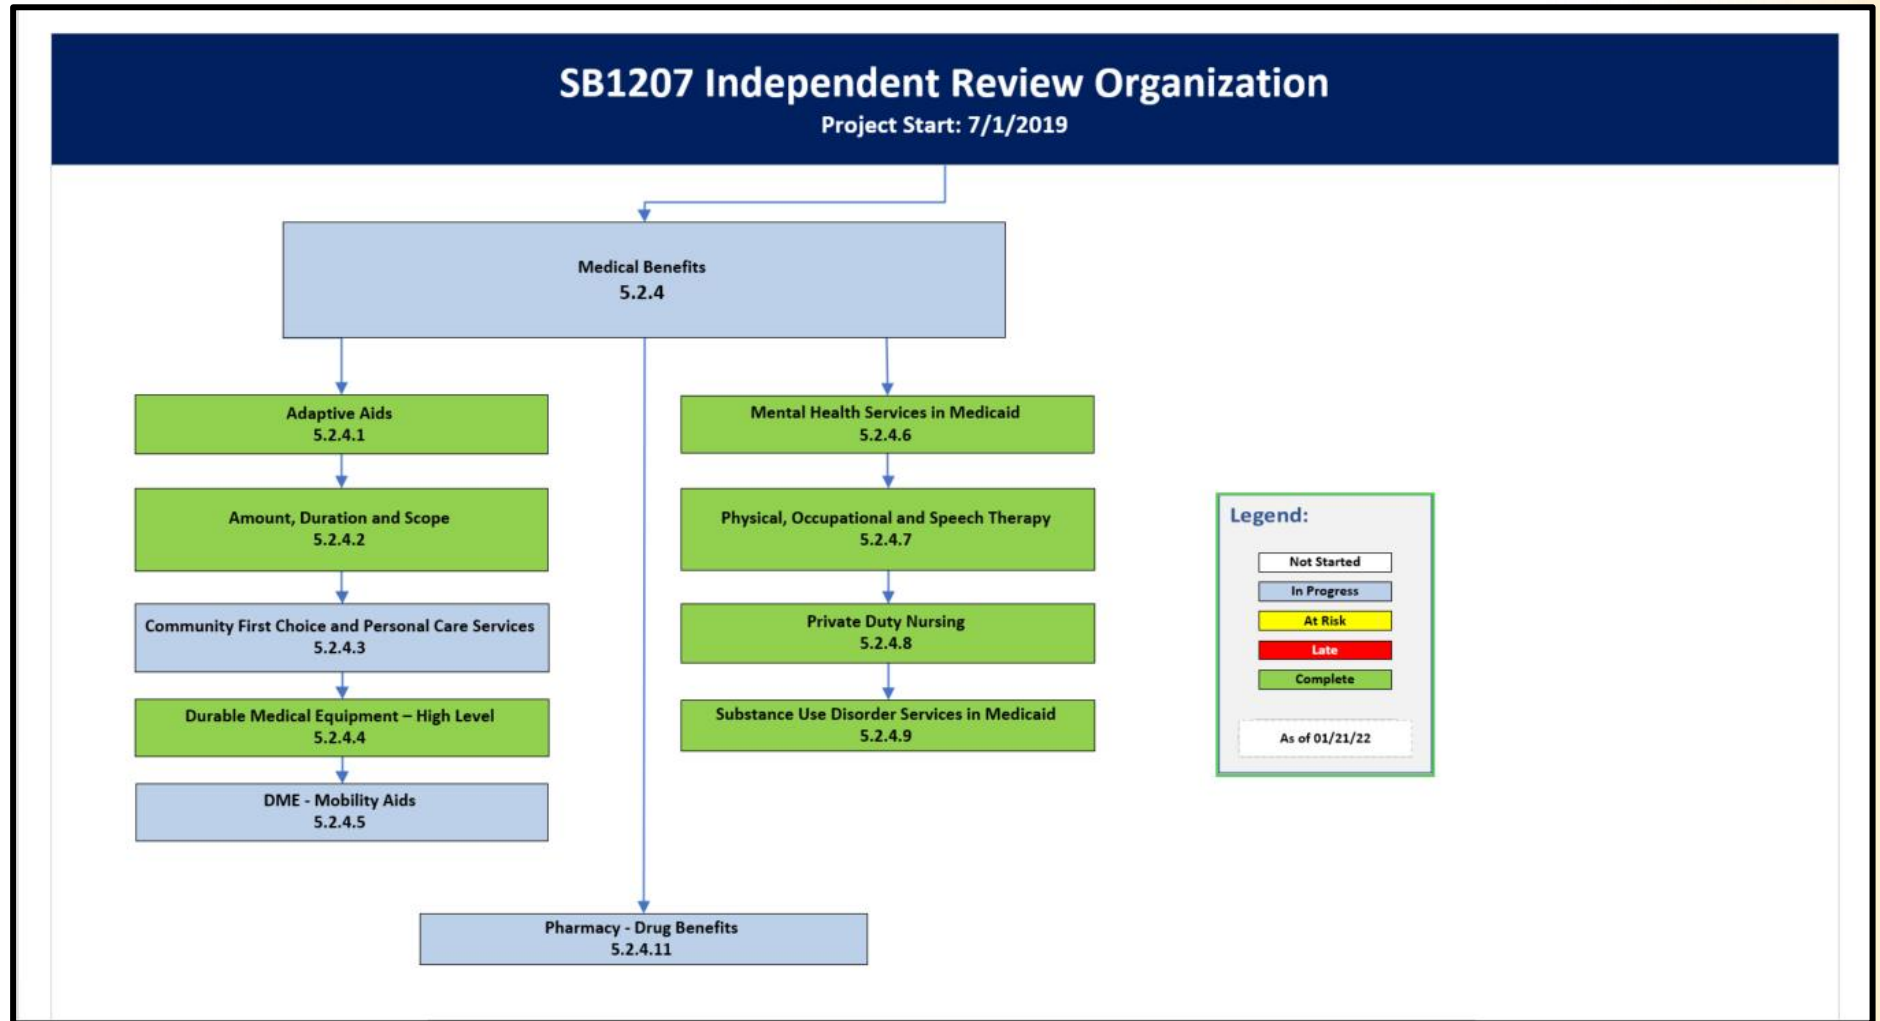 SB1207 Independent Review Organization
Project Start: 7/1/2019
Medical Benefits
5.2.4
Adaptive Aids
5.2.4.1
Amount, Duration and Scope
5.2.4.2
Community First Choice and Personal Care Services
5.2.4.3
Durable Medical Equipment – High Level
5.2.4.4
DME - Mobility Aids
5.2.4.5
Mental Health Services in Medicaid
5.2.4.6
Physical, Occupational and Speech Therapy
5.2.4.7
Private Duty Nursing
5.2.4.8
Substance Use Disorder Services in Medicaid
5.2.4.9
Pharmacy - Drug Benefits
5.2.4.11
Legend:
Not Started
In Progress
At Risk
Late
Complete
As of 01/21/22